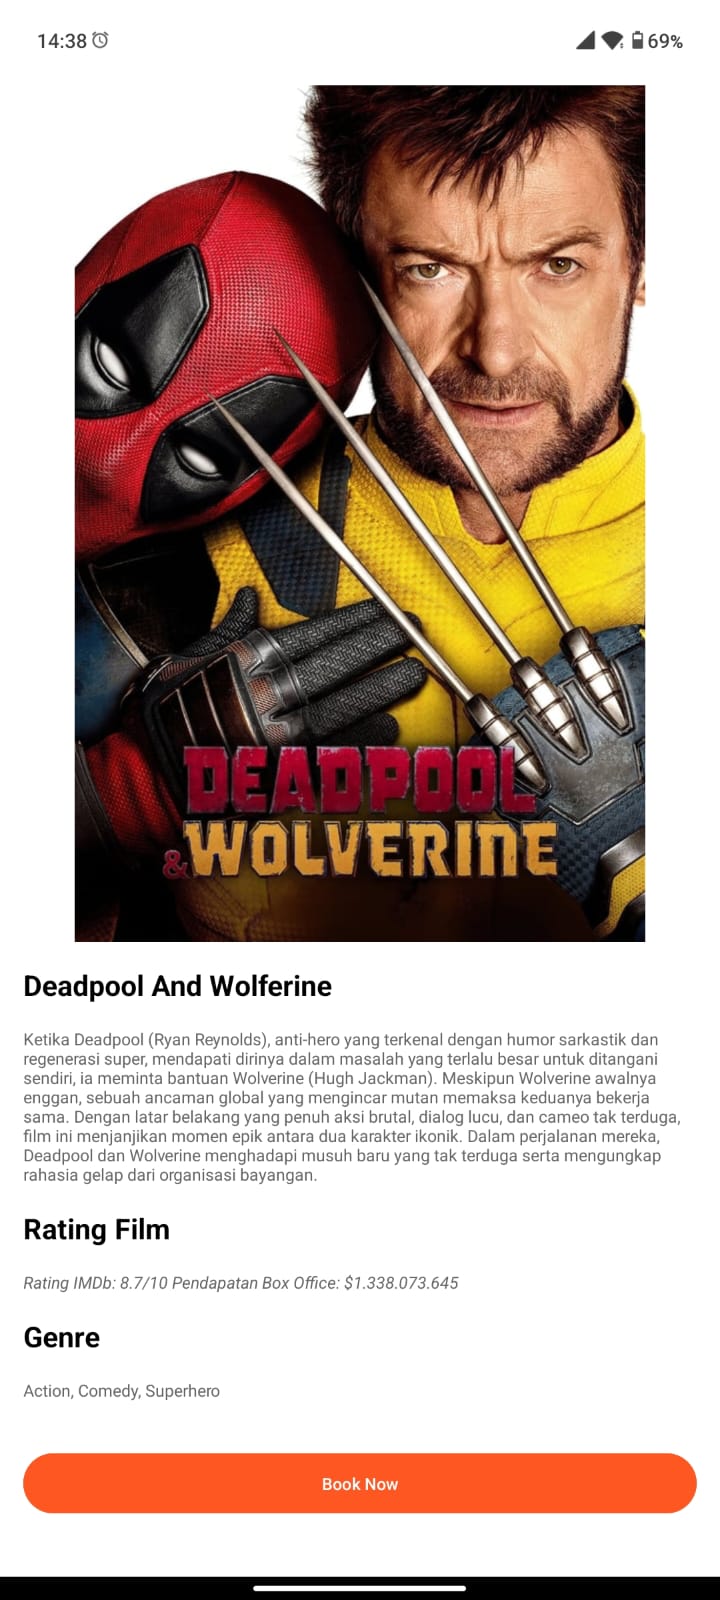 14:38
69%
DEADPOOL
&WOLVERINE
Deadpool And Wolferine
Ketika Deadpool (Ryan Reynolds), anti-hero yang terkenal dengan humor sarkastik dan
regenerasi super, mendapati dirinya dalam masalah yang terlalu besar untuk ditangani
sendiri, ia meminta bantuan Wolverine (Hugh Jackman). Meskipun Wolverine awalnya
enggan, sebuah ancaman global yang mengincar mutan memaksa keduanya bekerja
sama. Dengan latar belakang yang penuh aksi brutal, dialog lucu, dan cameo tak terduga,
film ini menjanjikan momen epik antara dua karakter ikonik. Dalam perjalanan mereka,
Deadpool dan Wolverine menghadapi musuh baru yang tak terduga serta mengungkap
rahasia gelap dari organisasi bayangan.
Rating Film
Rating IMDb: 8.7/10 Pendapatan Box Office: $1.338.073.645
Genre
Action, Comedy, Superhero
Book Now